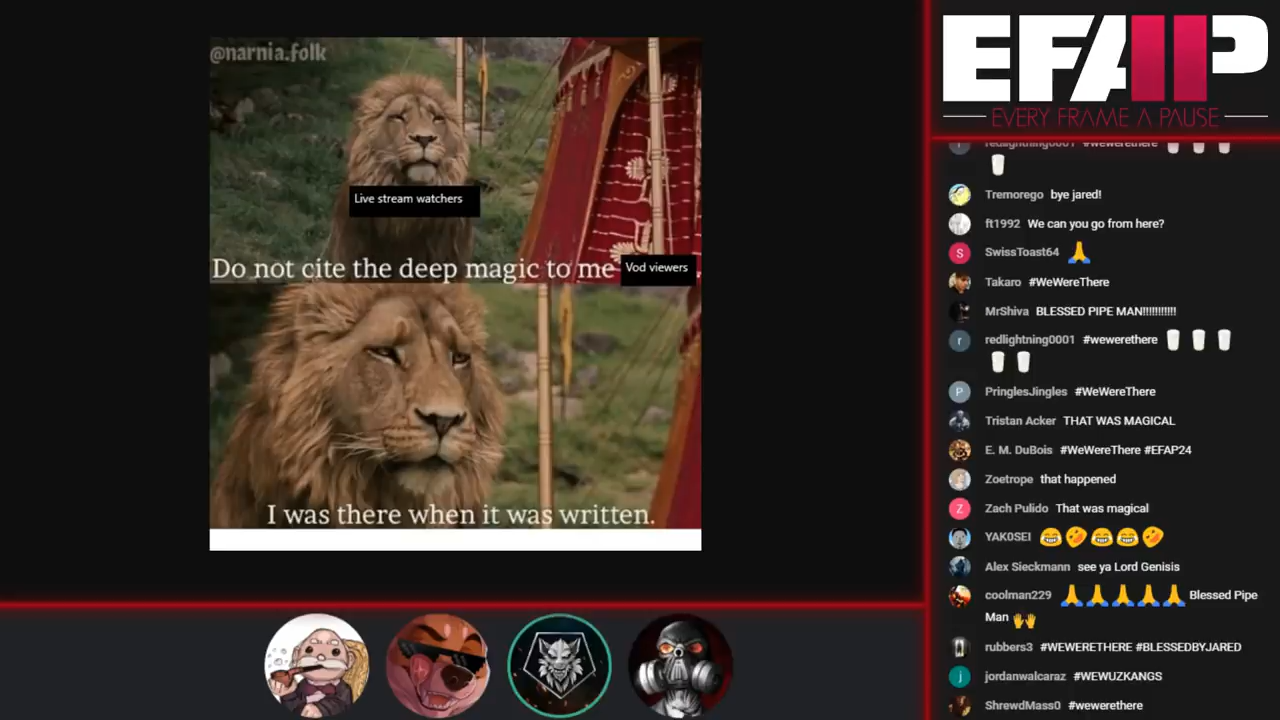 @narnia.folk
Live stream watchers
Do not cite the deep magic to me Vod viewers .
I was there when it was written.
EFAP
EVERY FRAME A PAUSE
redlightning0001 #wewerethere
Tremorego bye jared!
ft1992 We can you go from here?
S SwissToast64
Takaro #WeWereThere
MrShiva BLESSED PIPE MAN!!!!!!!!!!!
r redlightning0001 #wewerethere
P PringlesJingles #WeWereThere
Tristan Acker THAT WAS MAGICAL
E. M. DuBois #WeWereThere #EFAP24
Zoetrope that happened
Z Zach Pulido That was magical
YAK0SEI
Alex Sieckmann see ya Lord Genisis
coolman229 Blessed Pipe
Man
rubbers3 #WEWERETHERE #BLESSEDBYJARED
j jordanwalcaraz #WEWUZKANGS
ShrewdMass0 #wewerethere